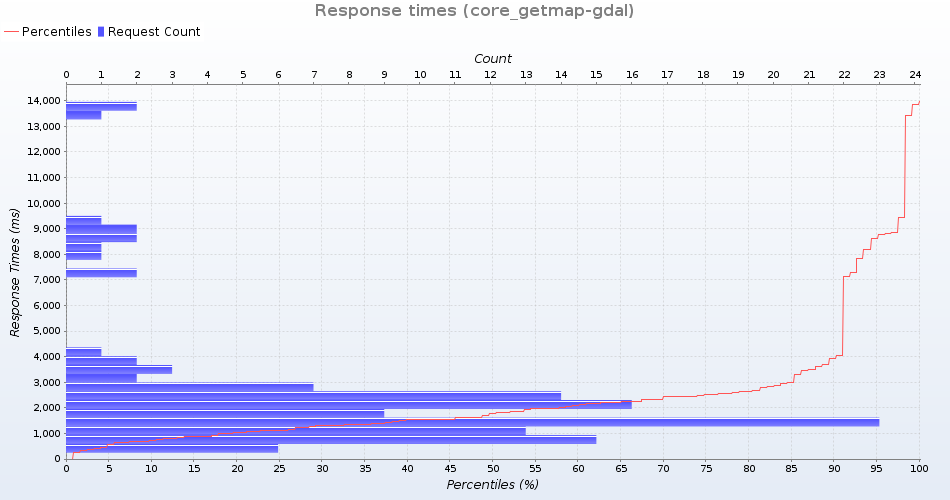 Response times (core_getmap-gdal)
Percentiles Request Count
Count
0 1 2 3 4 5 6 7 8 9 10 11 12 13 14 15 16 17 18 19 20 21 22 23 24
14,000
13,000
12,000
11,000
10,000
9,000
8,000
7,000
6,000
5,000
4,000
3,000
2,000
1,000
0
Response Times (ms)
0 5 10 15 20 25 30 35 40 45 50 55 60 65 70 75 80 85 90 95 100
Percentiles (%)